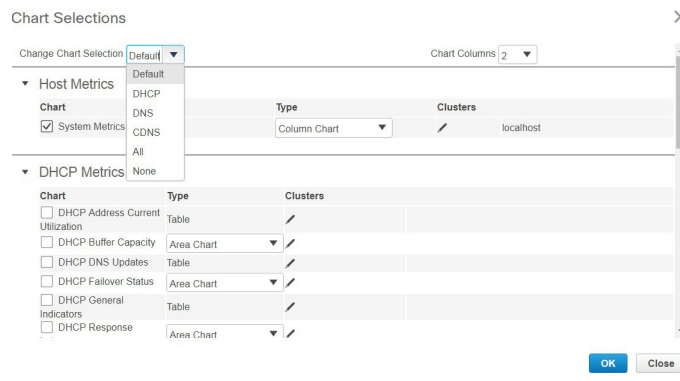 Chart Selections
Change Chart Selection Default
Chart Columns 2
Default
DHCP
DNS
CDNS
All
None
Host Metrics
Chart Type Clusters
System Metrics Column Chart localhost
DHCP Metrics
Chart Type Clusters
DHCP Address Current
Utilization
Table
DHCP Buffer Capacity Area Chart
DHCP DNS Updates Table
DHCP Failover Status Area Chart
DHCP General
Indicators
Table
DHCP Response
Area Chart
OK Close